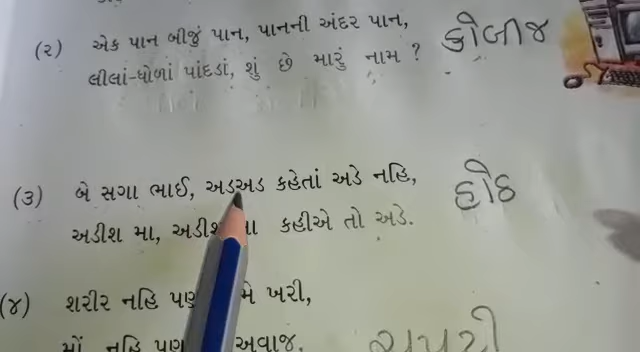 (૨) એક પાન બીજું પાન, પાનની અંદર પાન, કોબીજ
લીલાં-ધોળાં પાંદડાં, શું છે મારું નામ ?
(૩) બે સગા ભાઈ, અડઅડ કહેતાં અડે નહિ, હોઠ
અડીશ મા, કહીએ તો અડે.
(૪) શરીર નહિ પણ ખરી,
મોં નહિ પણ અવાજ. ચપટી